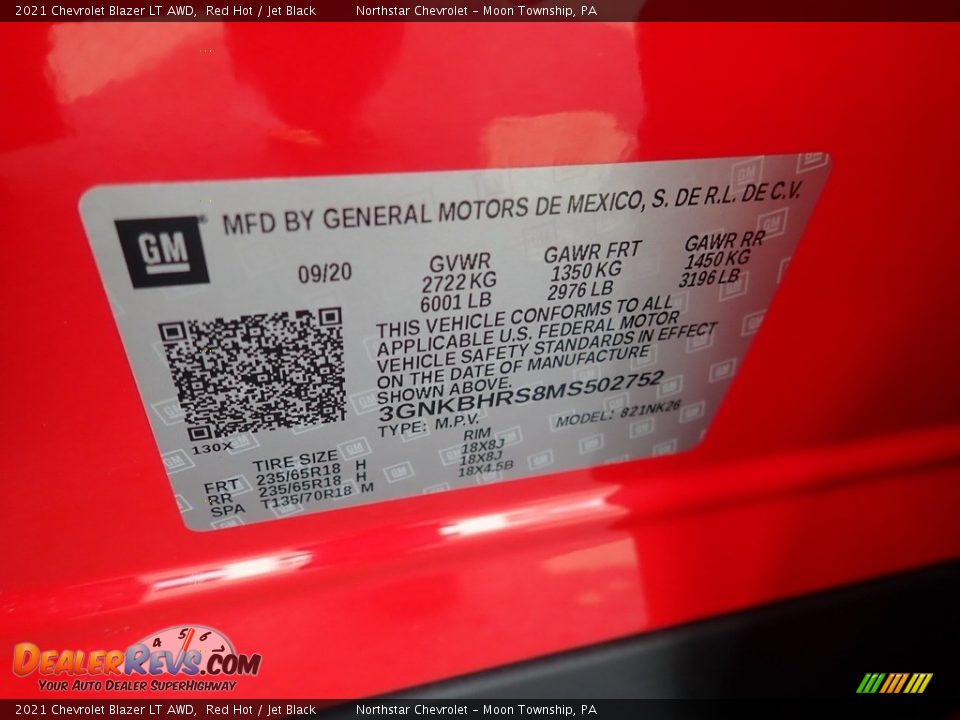 2021 Chevrolet Blazer LT AWD, Red Hot / Jet Black Northstar Chevrolet - Moon Township, PA
GM
MFD BY GENERAL MOTORS DE MEXICO, S. DE R.L. DE C.V.
09/20
GVWR
2722 KG
6001 LB
GAWR FRT
1350 KG
2976 LB
GAWR RR
1450 KG
3196 LB
THIS VEHICLE CONFORMS TO ALL
APPLICABLE U.S. FEDERAL MOTOR
VEHICLE SAFETY STANDARDS IN EFFECT
ON THE DATE OF MANUFACTURE
SHOWN ABOVE.
3GNKBHRS8MS502752
TYPE: M.P.V. MODEL: 821NK26
130X
TIRE SIZE RIM
FRT 235/65R18 H 18X8J
RR 235/65R18 H 18X8J
SPA T135/70R18 M 18X4.5B
4 5 6
DEALERREVS.COM
YOUR AUTO DEALER SUPERHIGHWAY
2021 Chevrolet Blazer LT AWD, Red Hot / Jet Black Northstar Chevrolet - Moon Township, PA